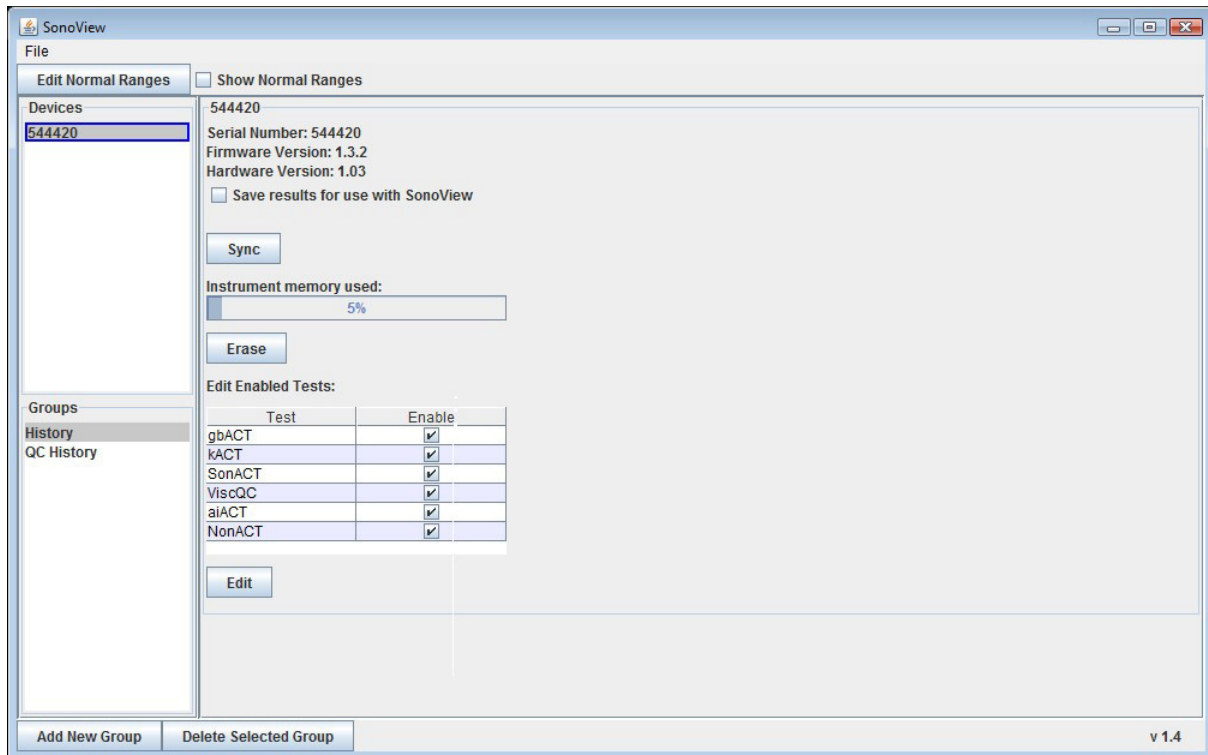 SonoView
File
Edit Normal Ranges Show Normal Ranges
Devices
544420
Groups
History
QC History
544420
Serial Number: 544420
Firmware Version: 1.3.2
Hardware Version: 1.03
Save results for use with SonoView
Sync
Instrument memory used:
5%
Erase
Edit Enabled Tests:
Test Enable
gbACT
kACT
SonACT
ViscQC
aiACT
NonACT
Edit
Add New Group Delete Selected Group v 1.4